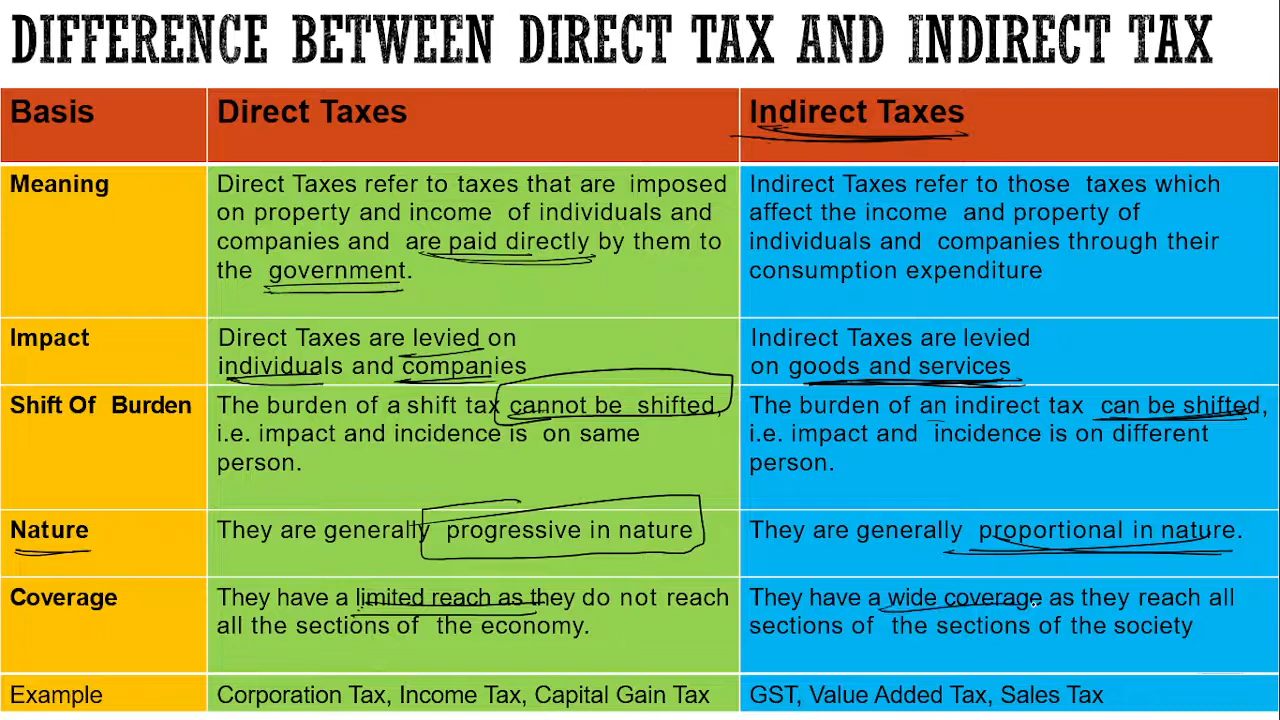 DIFFERENCE BETWEEN DIRECT TAX AND INDIRECT TAX
Basis
Direct Taxes
Indirect Taxes
Meaning
Direct Taxes refer to taxes that are imposed
on property and income of individuals and
companies and are paid directly by them to
the government.
Indirect Taxes refer to those taxes which
affect the income and property of
individuals and companies through their
consumption expenditure
Impact
Direct Taxes are levied on
individuals and companies
Indirect Taxes are levied
on goods and services
Shift Of Burden
The burden of a shift tax cannot be shifted,
i.e. impact and incidence is on same
person.
The burden of an indirect tax can be shifted,
i.e. impact and incidence is on different
person.
Nature
They are generally progressive in nature
They are generally proportional in nature.
Coverage
They have a limited reach as they do not reach
all the sections of the economy.
They have a wide coverage as they reach all
sections of the sections of the society
Example
Corporation Tax, Income Tax, Capital Gain Tax
GST, Value Added Tax, Sales Tax